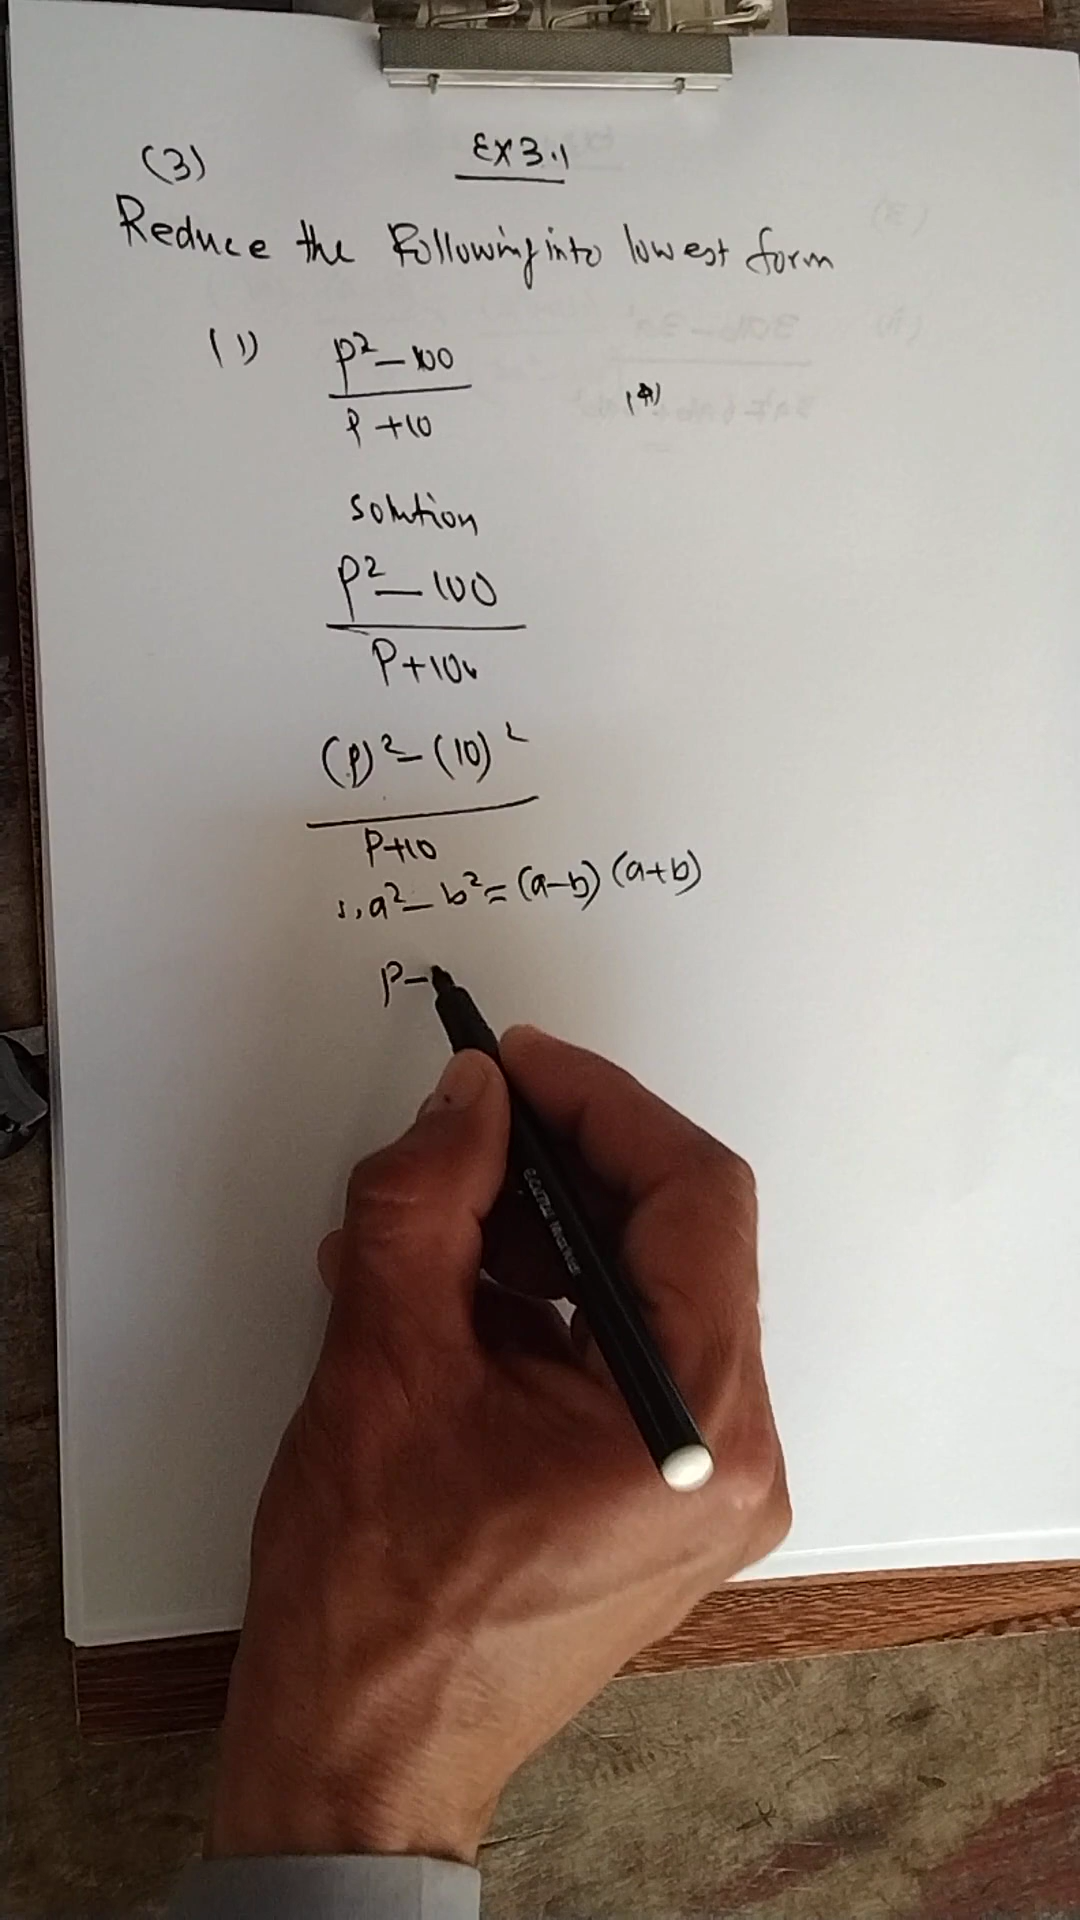 (3) Ex 3.1
Reduce the Following into lowest form
(1) p² – 100
P + 10
solution
p² – 100
P + 10
(P)² – (10)²
P+10
a² – b² = (a–b) (a+b)
P –